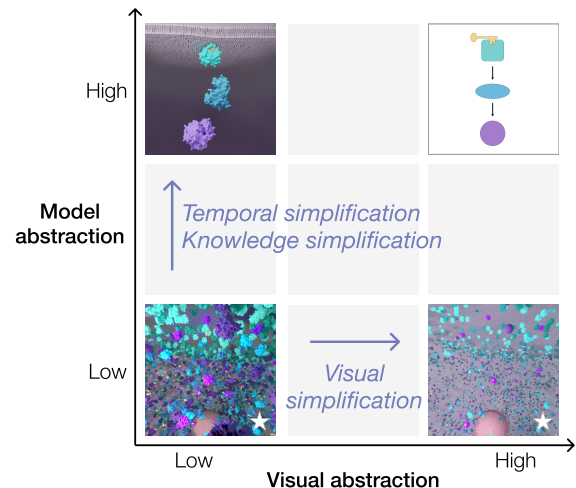 High
Model
abstraction
Temporal simplification
Knowledge simplification
Low
Visual
simplification
Low
High
Visual abstraction